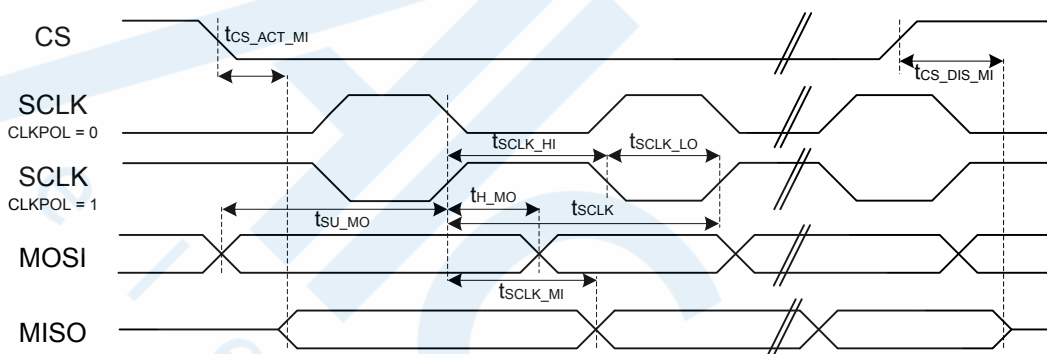 CS
tCS_ACT_MI
tCS_DIS_MI
SCLK
CLKPOL = 0
tSCLK_HI
tSCLK_LO
SCLK
CLKPOL = 1
tH_MO
tSU_MO
tSCLK
MOSI
tSCLK_MI
MISO